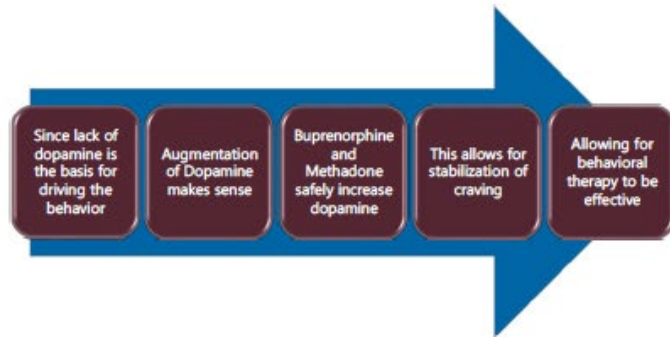 Since lack of
dopamine is
the basis for
driving the
behavior
Augmentation
of Dopamine
makes sense
Buprenorphine
and
Methadone
safely increase
dopamine
This allows for
stabilization of
craving
Allowing for
behavioral
therapy to be
effective